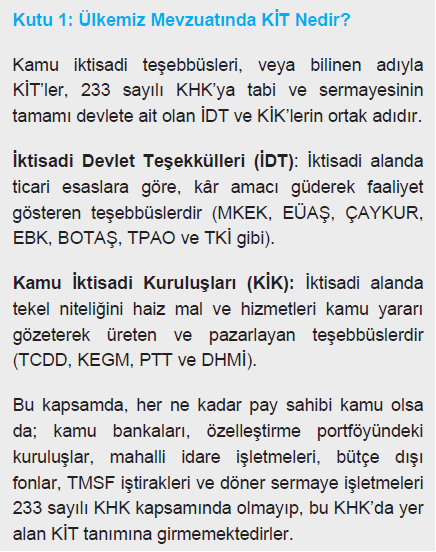 Kutu 1: Ülkemiz Mevzuatında KİT Nedir?
Kamu iktisadi teşebbüsleri, veya bilinen adıyla
KİT'ler, 233 sayılı KHK'ya tabi ve sermayesinin
tamamı devlete ait olan İDT ve KİK'lerin ortak adıdır.
İktisadi Devlet Teşekkülleri (İDT): İktisadi alanda
ticari esaslara göre, kâr amacı güderek faaliyet
gösteren teşebbüslerdir (MKEK, EÜAŞ, ÇAYKUR,
EBK, BOTAŞ, TPAO ve TKİ gibi).
Kamu İktisadi Kuruluşları (KİK): İktisadi alanda
tekel niteliğini haiz mal ve hizmetleri kamu yararı
gözeterek üreten ve pazarlayan teşebbüslerdir
(TCDD, KEGM, PTT ve DHMİ).
Bu kapsamda, her ne kadar pay sahibi kamu olsa
da; kamu bankaları, özelleştirme portföyündeki
kuruluşlar, mahalli idare işletmeleri, bütçe dışı
fonlar, TMSF iştirakleri ve döner sermaye işletmeleri
233 sayılı KHK kapsamında olmayıp, bu KHK'da yer
alan KİT tanımına girmemektedirler.